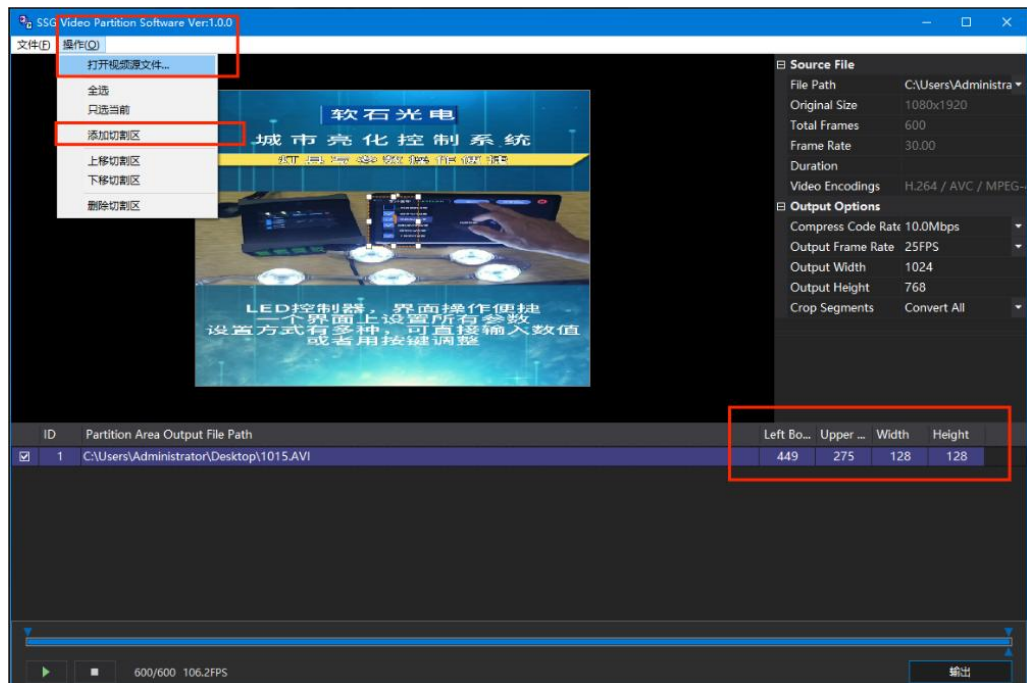 SSG Video Partition Software Ver:1.0.0
文件(F) 操作(O)
打开视频源文件...
全选
只选当前
添加切割区
上移切割区
下移切割区
删除切割区
软石光电
城市亮化控制系统
LED控制器，界面操作便捷
一个界面上设置所有参数
设置方式有多种，可直接输入数值
或者用按键调整
Source File
File Path C:\Users\Administra
Original Size 1080x1920
Total Frames 600
Frame Rate 30.00
Duration
Video Encodings H.264 / AVC / MPEG-
Output Options
Compress Code Rate 10.0Mbps
Output Frame Rate 25FPS
Output Width 1024
Output Height 768
Crop Segments Convert All
ID Partition Area Output File Path Left Bo... Upper ... Width Height
1 C:\Users\Administrator\Desktop\1015.AVI 449 275 128 128
600/600 106.2FPS
输出